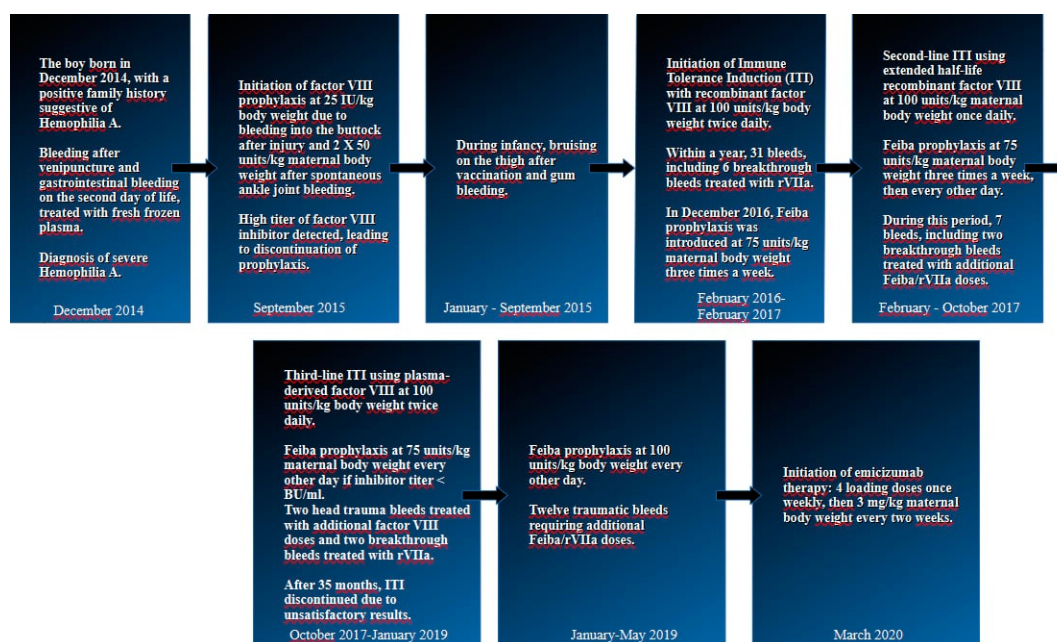 The boy born in
December 2014, with a
positive family history
suggestive of
Hemophilia A.
Bleeding after
venipuncture and
gastrointestinal bleeding
on the second day of life,
treated with fresh frozen
plasma.
Diagnosis of severe
Hemophilia A.
December 2014
Initiation of factor VIII
prophylaxis at 25 IU/kg
body weight due to
bleeding into the buttock
after injury and 2 X 50
units/kg maternal body
weight after spontaneous
ankle joint bleeding.
High titer of factor VIII
inhibitor detected, leading
to discontinuation of
prophylaxis.
September 2015
During infancy, bruising
on the thigh after
vaccination and gum
bleeding.
January - September 2015
Initiation of Immune
Tolerance Induction (ITI)
with recombinant factor
VIII at 100 units/kg body
weight twice daily.
Within a year, 31 bleeds,
including 6 breakthrough
bleeds treated with rVIIa.
In December 2016, Feiba
prophylaxis was
introduced at 75 units/kg
maternal body weight
three times a week.
February 2016-
February 2017
Second-line ITI using
extended half-life
recombinant factor VIII
at 100 units/kg maternal
body weight once daily.
Feiba prophylaxis at 75
units/kg maternal body
weight three times a week,
then every other day.
During this period, 7
bleeds, including two
breakthrough bleeds
treated with additional
Feiba/rVIIa doses.
February - October 2017
Third-line ITI using plasma-
derived factor VIII at 100
units/kg body weight twice
daily.
Feiba prophylaxis at 75 units/kg
maternal body weight every
other day if inhibitor titer <
BU/ml.
Two head trauma bleeds treated
with additional factor VIII
doses and two breakthrough
bleeds treated with rVIIa.
After 35 months, ITI
discontinued due to
unsatisfactory results.
October 2017-January 2019
Feiba prophylaxis at 100
units/kg body weight every
other day.
Twelve traumatic bleeds
requiring additional
Feiba/rVIIa doses.
January-May 2019
Initiation of emicizumab
therapy: 4 loading doses once
weekly, then 3 mg/kg maternal
body weight every two weeks.
March 2020